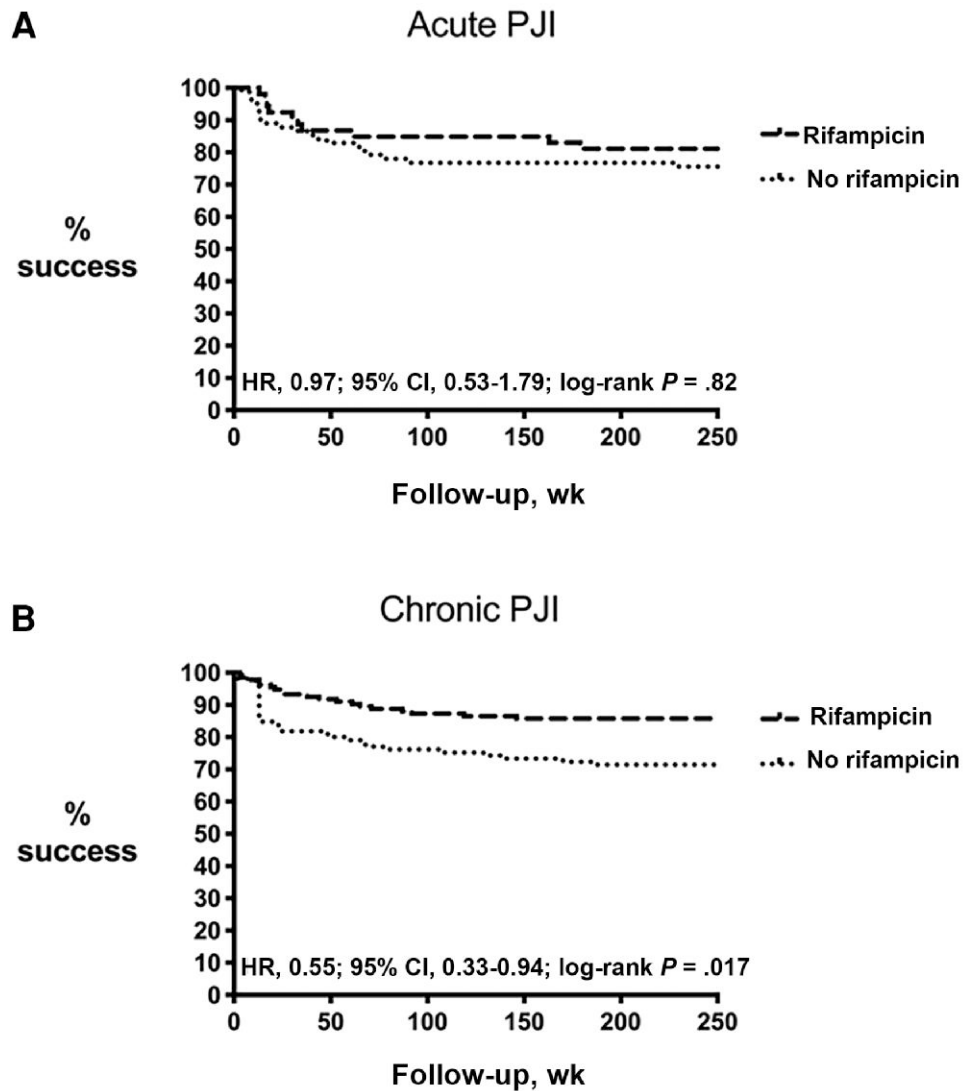 A
Acute PJI
100
90
80
70
60
50
40
30
20
10
0
% success
Rifampicin
No rifampicin
HR, 0.97; 95% CI, 0.53-1.79; log-rank P = .82
0 50 100 150 200 250
Follow-up, wk
B
Chronic PJI
100
90
80
70
60
50
40
30
20
10
0
% success
Rifampicin
No rifampicin
HR, 0.55; 95% CI, 0.33-0.94; log-rank P = .017
0 50 100 150 200 250
Follow-up, wk